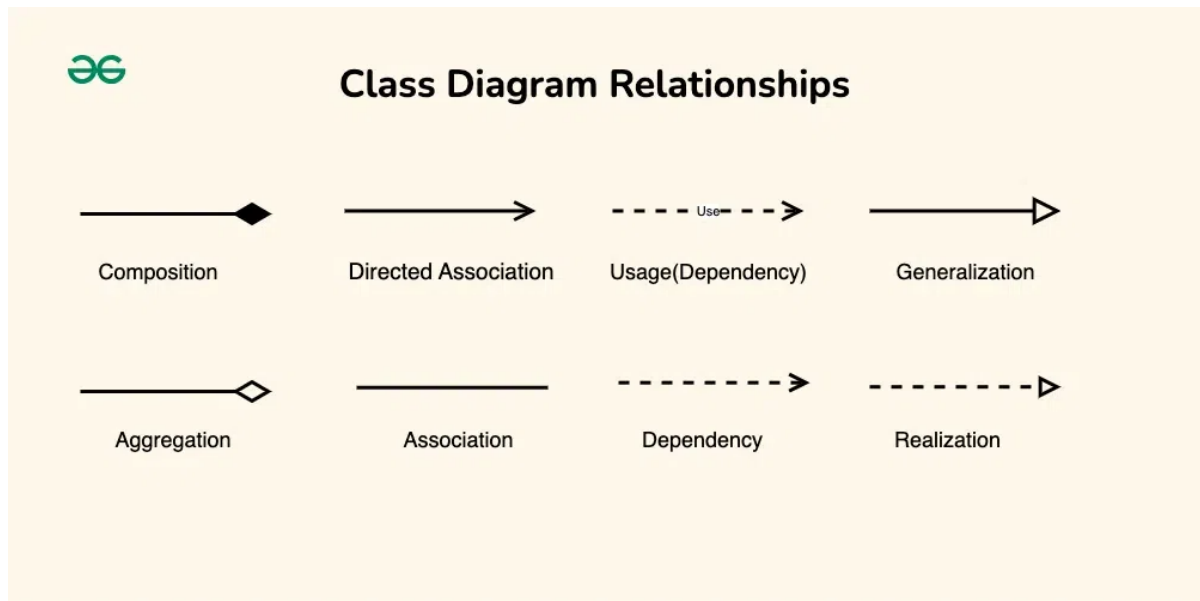 Class Diagram Relationships
Composition
Directed Association
Use
Usage(Dependency)
Generalization
Aggregation
Association
Dependency
Realization